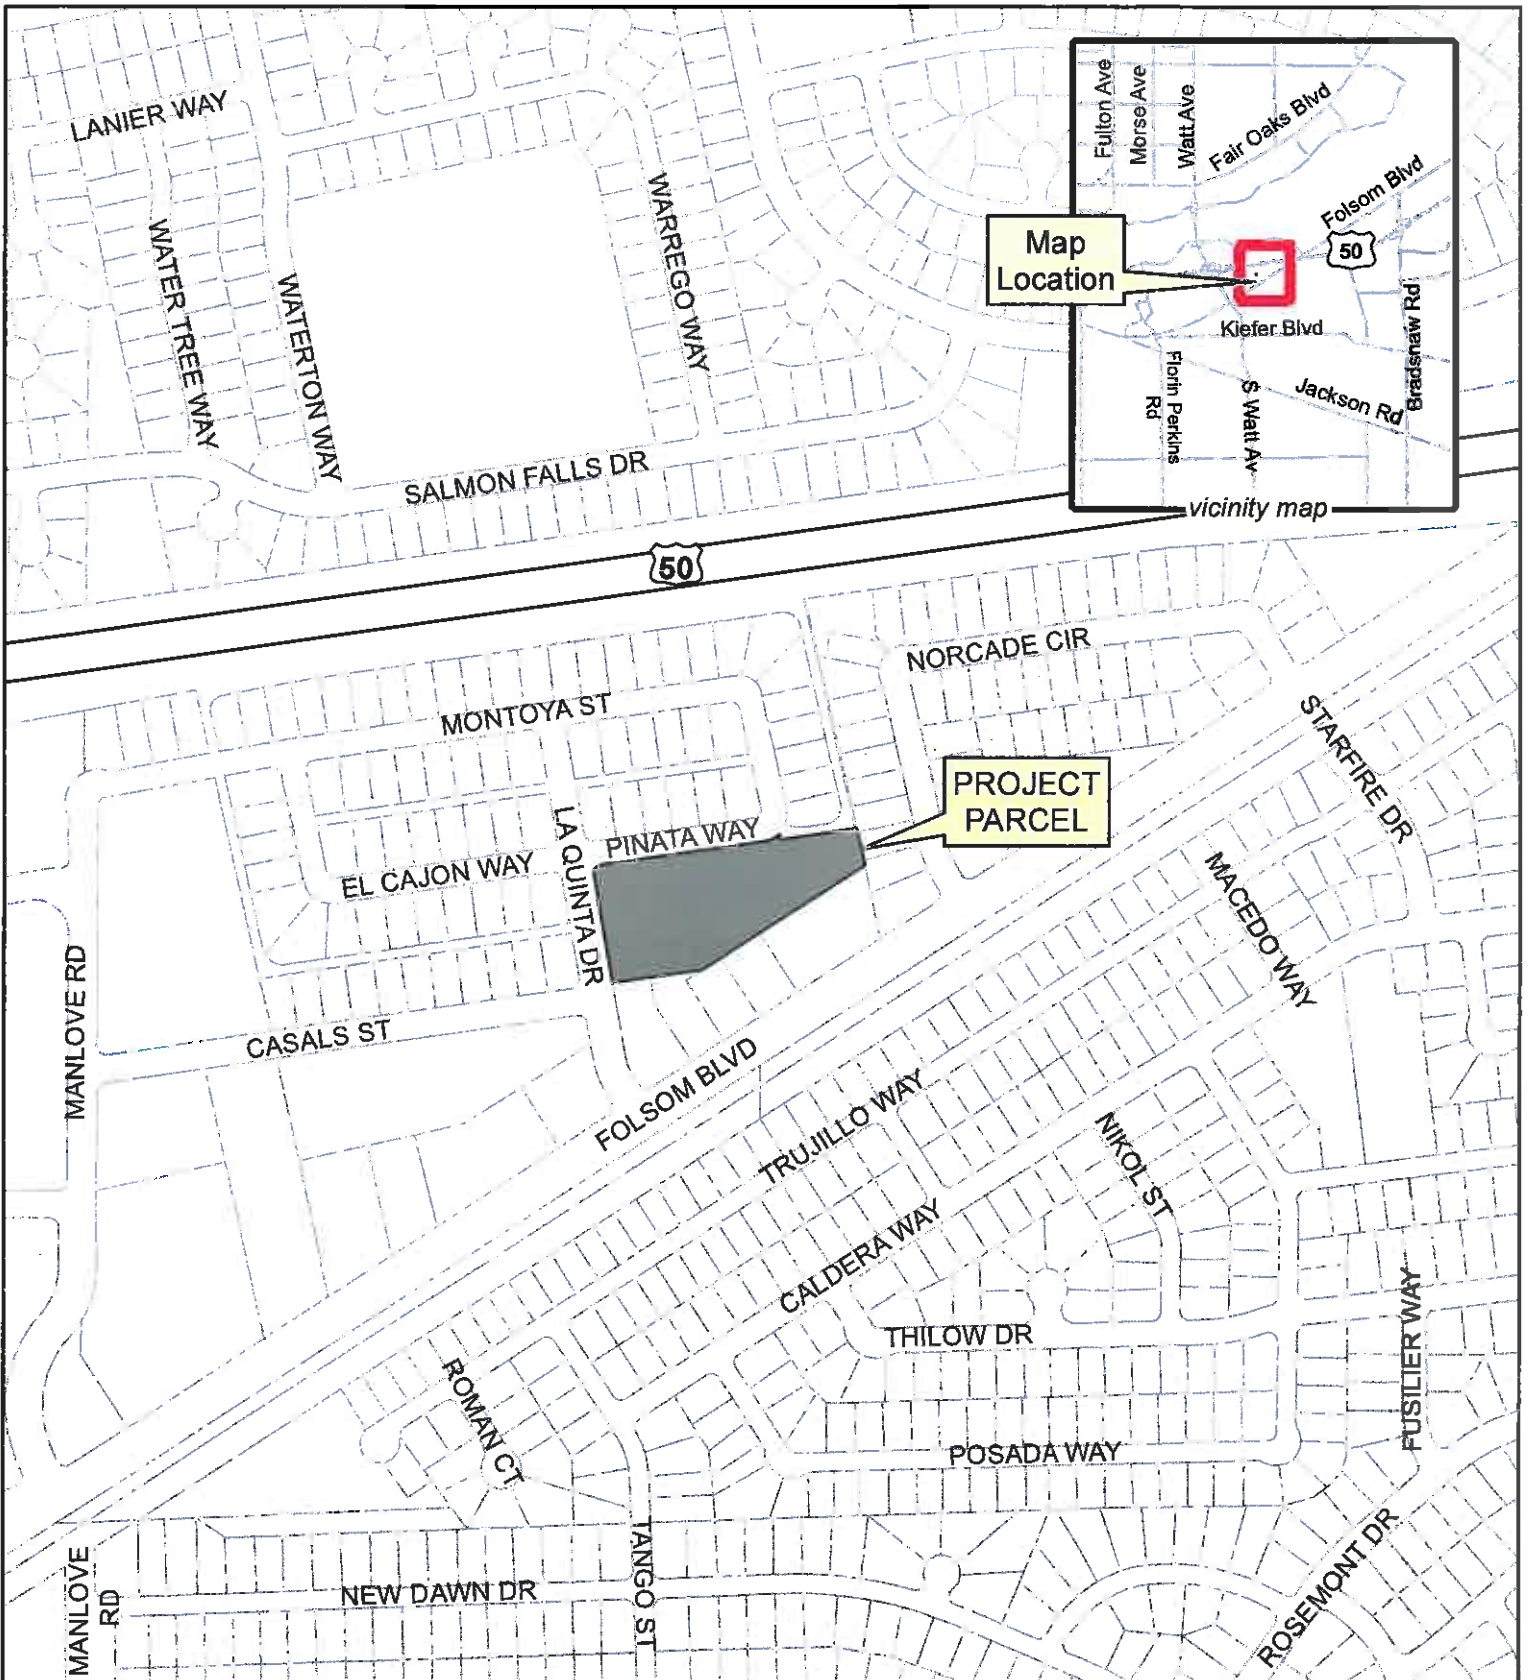 LANIER WAY
WATER TREE WAY
WATERTON WAY
WARREGO WAY
SALMON FALLS DR
Fulton Ave
Morse Ave
Watt Ave
Fair Oaks Blvd
Folsom Blvd
50
Map
Location
Kiefer Blvd
Bradsnaw Rd
Florin Perkins
Rd
S Watt Av
Jackson Rd
vicinity map
50
NORCADE CIR
MONTOYA ST
STARFIRE DR
PROJECT
PARCEL
LA QUINTA DR
PINATA WAY
EL CAJON WAY
MACEDO WAY
MANLOVE RD
CASALS ST
FOLSOM BLVD
TRUJILLO WAY
NIKOL ST
CALDERA WAY
THILOW DR
FUSILIER WAY
ROMAN CT
POSADA WAY
TANGO ST
MANLOVE
RD
NEW DAWN DR
ROSEMONT DR